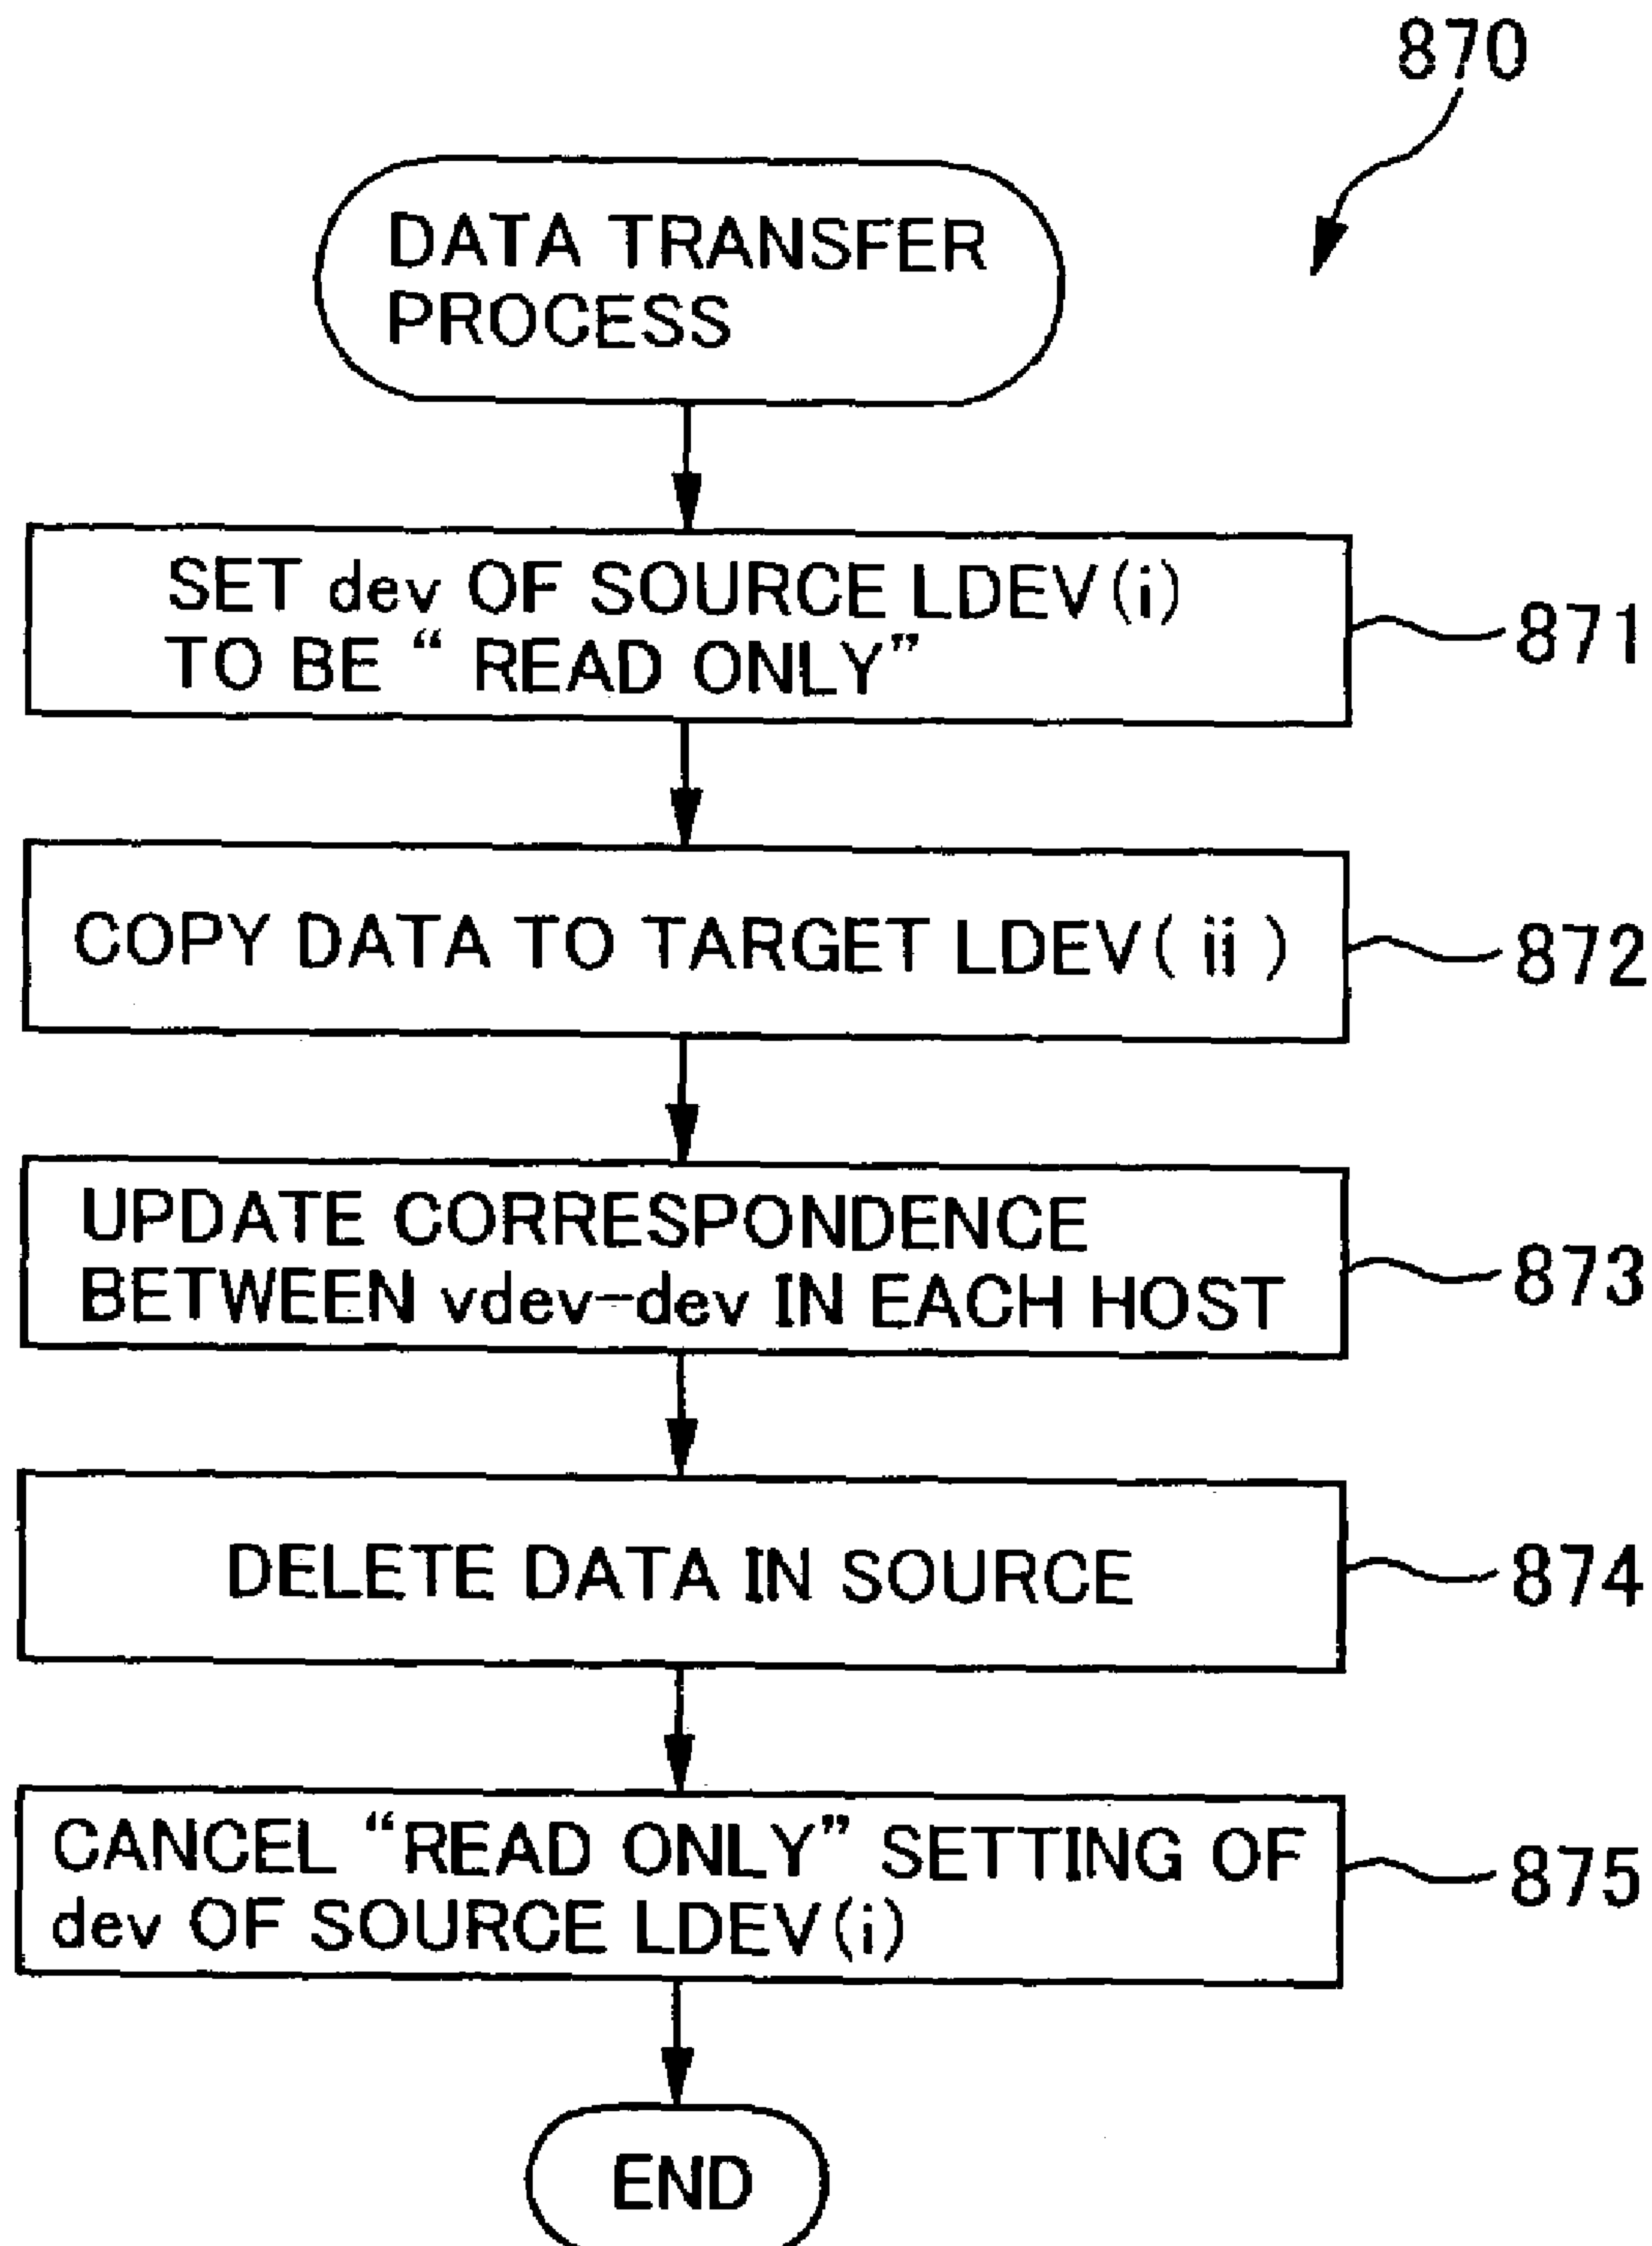 870
DATA TRANSFER
PROCESS
SET dev OF SOURCE LDEV(i)
TO BE “ READ ONLY”
871
COPY DATA TO TARGET LDEV( ii )
872
UPDATE CORRESPONDENCE
BETWEEN vdev-dev IN EACH HOST
873
DELETE DATA IN SOURCE
874
CANCEL “READ ONLY” SETTING OF
dev OF SOURCE LDEV(i)
875
END